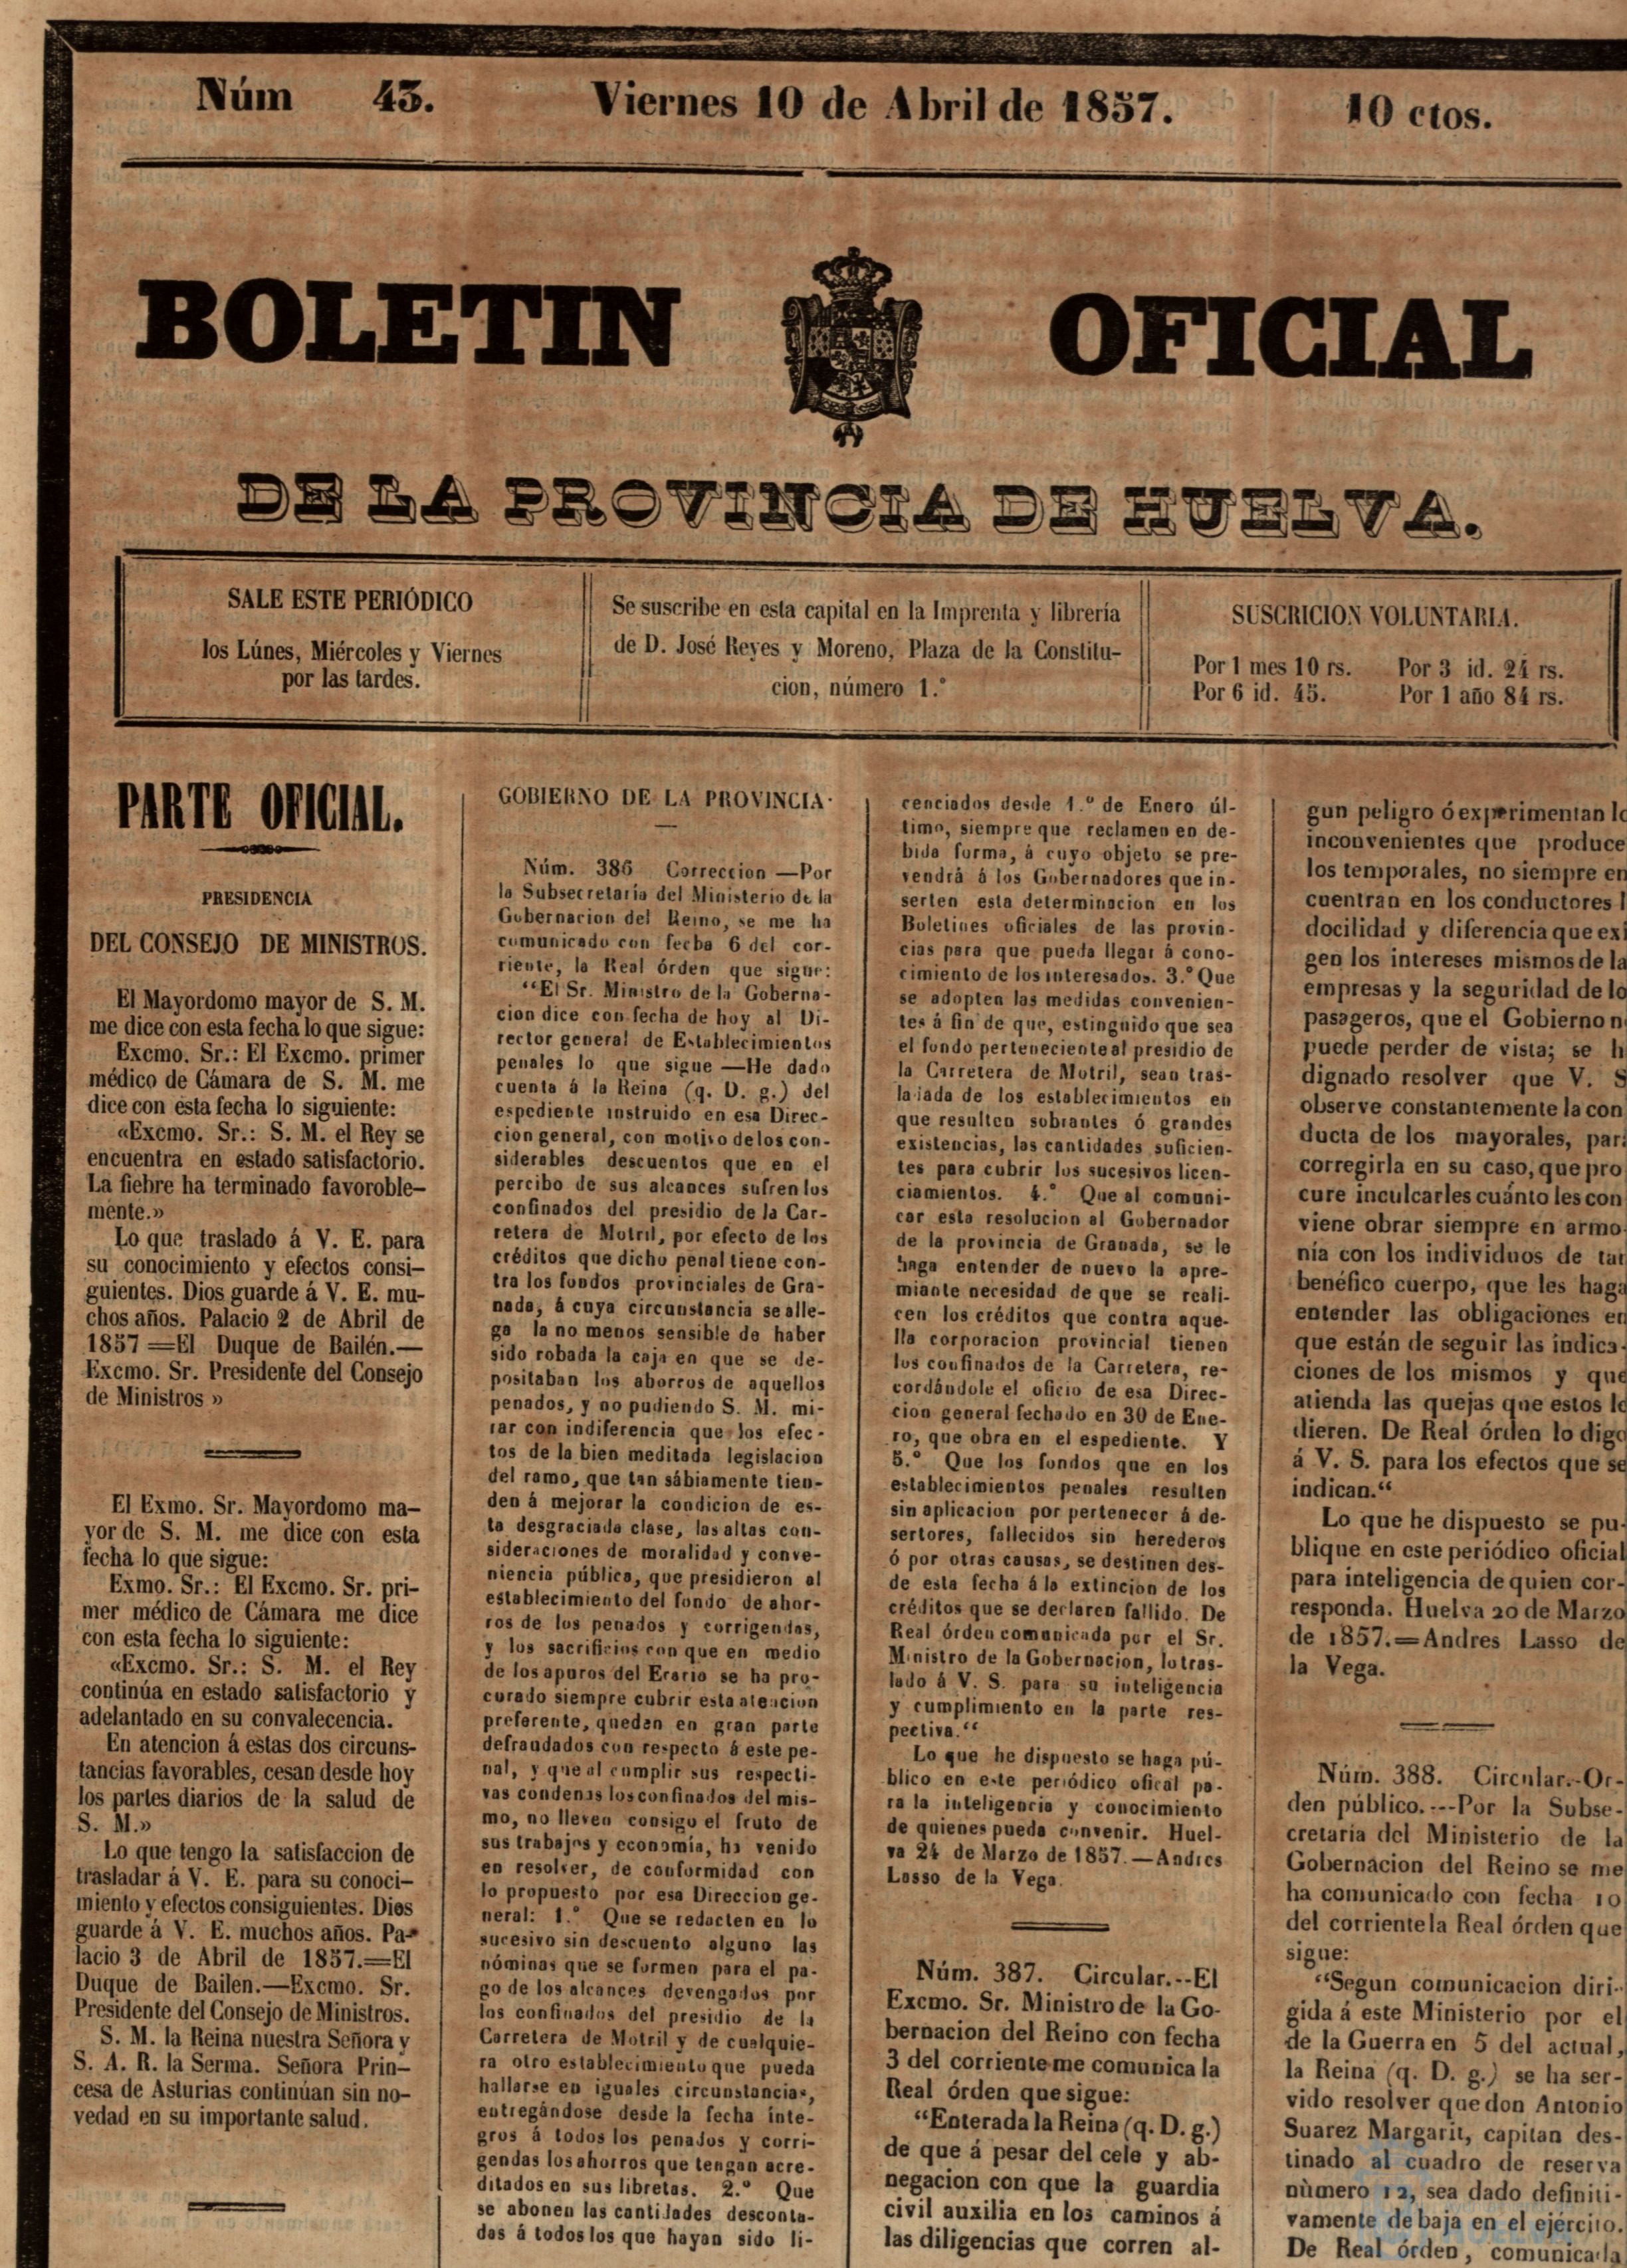 Núm 43. Viernes 10 de Abril de 1857. 10 ctos.
BOLETIN OFICIAL
DE LA PROVINCIA DE HUELVA.
SALE ESTE PERIÓDICO
los Lúnes, Miércoles y Viernes
por las tardes.
Se suscribe en esta capital en la Imprenta y librería
de D. José Reyes y Moreno, Plaza de la Constitu-
cion, número 1.°
SUSCRICION VOLUNTARIA.
Por 1 mes 10 rs. Por 3 id. 24 rs.
Por 6 id. 45. Por 1 año 84 rs.
PARTE OFICIAL.
PRESIDENCIA
DEL CONSEJO DE MINISTROS.
El Mayordomo mayor de S. M.
me dice con esta fecha lo que sigue:
Excmo. Sr.: El Excmo. primer
médico de Cámara de S. M. me
dice con esta fecha lo siguiente:
«Excmo. Sr.: S. M. el Rey se
encuentra en estado satisfactorio.
La fiebre ha terminado favoroble-
mente.»
Lo que traslado á V. E. para
su conocimiento y efectos consi-
guientes. Dios guarde á V. E. mu-
chos años. Palacio 2 de Abril de
1857 =El Duque de Bailén.—
Excmo. Sr. Presidente del Consejo
de Ministros »
El Exmo. Sr. Mayordomo ma-
yor de S. M. me dice con esta
fecha lo que sigue:
Exmo. Sr.: El Excmo. Sr. pri-
mer médico de Cámara me dice
con esta fecha lo siguiente:
«Excmo. Sr.: S. M. el Rey
continúa en estado satisfactorio y
adelantado en su convalecencia.
En atencion á estas dos circuns-
tancias favorables, cesan desde hoy
los partes diarios de la salud de
S. M.»
Lo que tengo la satisfaccion de
trasladar á V. E. para su conoci-
miento y efectos consiguientes. Dios
guarde á V. E. muchos años. Pa-
lacio 3 de Abril de 1857.=El
Duque de Bailen.—Excmo. Sr.
Presidente del Consejo de Ministros.
S. M. la Reina nuestra Señora y
S. A. R. la Serma. Señora Prin-
cesa de Asturias continúan sin no-
vedad en su importante salud.
GOBIERNO DE LA PROVINCIA.
Núm. 386 Correccion —Por
la Subsecretaría del Ministerio de la
Gobernacion del Reino, se me ha
comunicado con fecha 6 del cor-
riente, la Real órden que sigue:
“El Sr. Ministro de la Goberna-
cion dice con fecha de hoy al Di-
rector general de Establecimientos
penales lo que sigue —He dado
cuenta á la Reina (q. D. g.) del
espediente instruido en esa Direc-
cion general, con motivo de los con-
siderables descuentos que en el
percibo de sus alcances sufren los
confinados del presidio de la Car-
retera de Motril, por efecto de los
créditos que dicho penal tiene con-
tra los fondos provinciales de Gra-
nada, á cuya circunstancia se alle-
ga la no menos sensible de haber
sido robada la caja en que se de-
positaban los ahorros de aquellos
penados, y no pudiendo S. M. mi-
rar con indiferencia que los efec-
tos de la bien meditada legislacion
del ramo, que tan sábiamente tien-
den á mejorar la condicion de es-
ta desgraciada clase, las altas con-
sideraciones de moralidad y conve-
niencia pública, que presidieron al
establecimiento del fondo de ahor-
ros de los penados y corrigendas,
y los sacrificios con que en medio
de los apuros del Erario se ha pro-
curado siempre cubrir esta atencion
preferente, quedan en gran parte
defraudados con respecto á este pe-
nal, y que al cumplir sus respecti-
vas condenas los confinados del mis-
mo, no lleven consigo el fruto de
sus trabajos y economía, ha venido
en resolver, de conformidad con
lo propuesto por esa Direccion ge-
neral: 1.° Que se redacten en lo
sucesivo sin descuento alguno las
nóminas que se formen para el pa-
go de los alcances devengados por
los confinados del presidio de la
Carretera de Motril y de cualquie-
ra otro establecimiento que pueda
hallarse en iguales circunstancias,
entregándose desde la fecha ínte-
gros á todos los penados y corri-
gendas los ahorros que tengan acre-
ditados en sus libretas. 2.° Que
se abonen las cantidades desconta-
das á todos los que hayan sido li-
cenciados desde 1.° de Enero úl-
timo, siempre que reclamen en de-
bida forma, á cuyo objeto se pre-
vendrá á los Gobernadores que in-
serten esta determinacion en los
Boletines oficiales de las provin-
cias para que pueda llegar á cono-
cimiento de los interesados. 3.° Que
se adopten las medidas convenien-
tes á fin de que, estinguido que sea
el fondo perteneciente al presidio de
la Carretera de Motril, sean tras-
ladada de los establecimientos en
que resulten sobrantes ó grandes
existencias, las cantidades suficien-
tes para cubrir los sucesivos licen-
ciamientos. 4.° Que al comuni-
car esta resolucion al Gobernador
de la provincia de Granada, se le
haga entender de nuevo la apre-
miante necesidad de que se reali-
cen los créditos que contra aque-
lla corporacion provincial tienen
los confinados de la Carretera, re-
cordándole el oficio de esa Direc-
cion general fechado en 30 de Ene-
ro, que obra en el espediente. Y
5.° Que los fondos que en los
establecimientos penales resulten
sin aplicacion por pertenecer á de-
sertores, fallecidos sin herederos
ó por otras causas, se destinen des-
de esta fecha á la extincion de los
créditos que se declaren fallido. De
Real órden comunicada por el Sr.
Ministro de la Gobernacion, lo tras-
lado á V. S. para su inteligencia
y cumplimiento en la parte res-
pectiva.“
Lo que he dispuesto se haga pú-
blico en este periódico ofical pa-
ra la inteligencia y conocimiento
de quienes pueda convenir. Huel-
va 24 de Marzo de 1857.—Andres
Lasso de la Vega.
Núm. 387. Circular.--El
Excmo. Sr. Ministro de la Go-
bernacion del Reino con fecha
3 del corriente me comunica la
Real órden que sigue:
“Enterada la Reina (q. D. g.)
de que á pesar del cele y ab-
negacion con que la guardia
civil auxilia en los caminos á
las diligencias que corren al-
gun peligro ó experimentan lo
inconvenientes que produce
los temporales, no siempre en
cuentran en los conductores l
docilidad y diferencia que exi
gen los intereses mismos de la
empresas y la seguridad de lo
pasageros, que el Gobierno n
puede perder de vista; se h
dignado resolver que V. S
observe constantemente la con
ducta de los mayorales, par
corregirla en su caso, que pro
cure inculcarles cuánto les con
viene obrar siempre en armo-
nía con los individuos de tan
benéfico cuerpo, que les haga
entender las obligaciones en
que están de seguir las indica-
ciones de los mismos y que
atienda las quejas que estos le
dieren. De Real órden lo digo
á V. S. para los efectos que se
indican.“
Lo que he dispuesto se pu-
blique en este periódico oficial
para inteligencia de quien cor-
responda. Huelva 20 de Marzo
de 1857.=Andres Lasso de
la Vega.
Núm. 388. Circular.-Or-
den público.---Por la Subse-
cretaria del Ministerio de la
Gobernacion del Reino se me
ha comunicado con fecha 10
del corriente la Real órden que
sigue:
“Segun comunicacion diri-
gida á este Ministerio por el
de la Guerra en 5 del actual,
la Reina (q. D. g.) se ha ser-
vido resolver que don Antonio
Suarez Margarit, capitan des-
tinado al cuadro de reserva
nùmero 12, sea dado definiti-
vamente de baja en el ejército.
De Real órden, comunicada